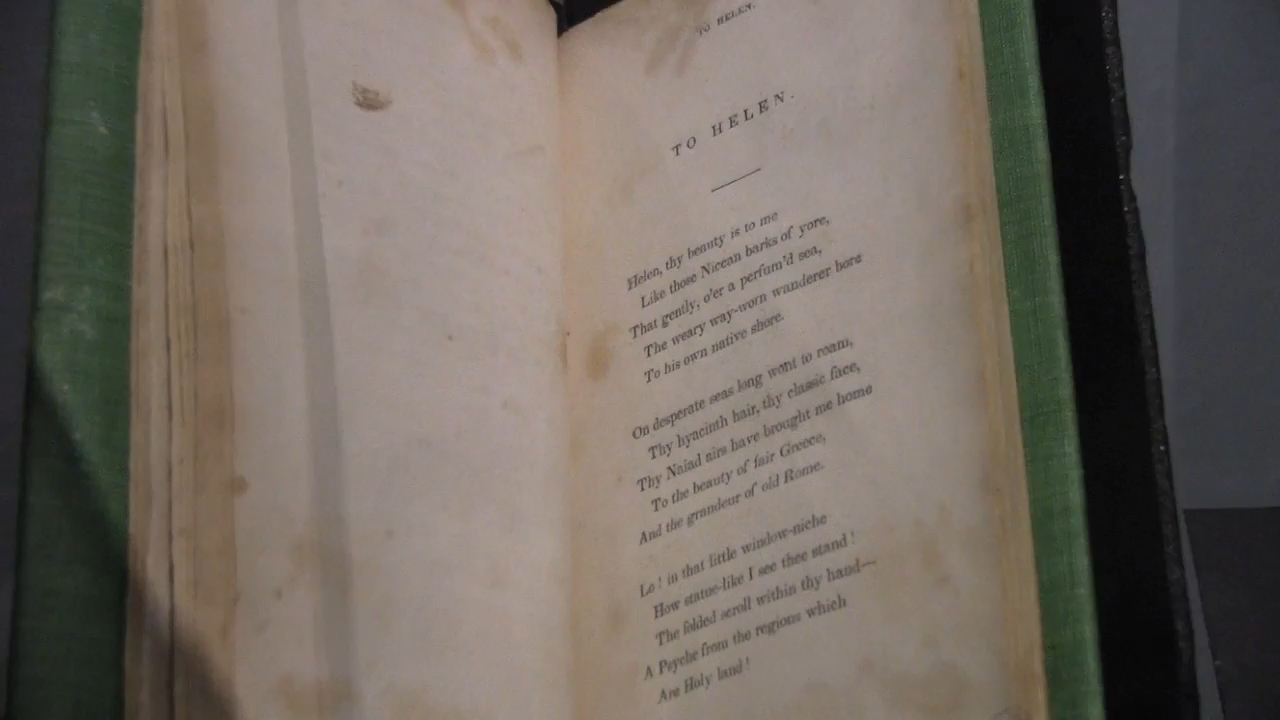 TO HELEN.
TO HELEN.
Helen, thy beauty is to me
Like those Nicean barks of yore,
That gently, o'er a perfum'd sea,
The weary way-worn wanderer bore
To his own native shore.
On desperate seas long wont to roam,
Thy hyacinth hair, thy classic face,
Thy Naiad airs have brought me home
To the beauty of fair Greece,
And the grandeur of old Rome.
Lo! in that little window-niche
How statue-like I see thee stand!
The folded scroll within thy hand—
A Psyche from the regions which
Are Holy land!